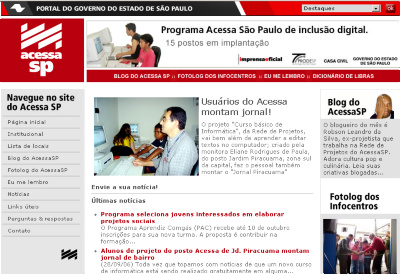 PORTAL DO GOVERNO DO ESTADO DE SÃO PAULO
Destaques
OK
acessa
sp
Programa Acessa São Paulo de inclusão digital.
15 postos em implantação
imprensaoficial
PRODESP
CASA CIVIL
GOVERNO DO ESTADO DE
SÃO PAULO
BLOG DO ACESSA SP :: FOTOLOG DOS INFOCENTROS :: EU ME LEMBRO :: DICIONÁRIO DE LIBRAS
Navegue no site
do Acessa SP
Página inicial
Institucional
Lista de locais
Blog do AcessaSP
Fotolog do AcessaSP
Eu me lembro
Notícias
Links úteis
Perguntas & respostas
Contato
Usuários do Acessa
montam jornal!
O projeto "Curso básico de
Informática", da Rede de Projetos,
vai bem além de aprender a editar
textos no computador; criado pela
monitora Eliane Rodrigues de Paula,
do posto Jardim Piracuama, zona sul
da capital, faz o pessoal também
montar o "Jornal Piracuama"
Envie a sua notícia!
Últimas notícias
Programa seleciona jovens interessados em elaborar
projetos sociais
O Programa Aprendiz Comgás (PAC) recebe até 10 de outubro
inscrições para sua nova turma. A proposta é contribuir na
formação...
Alunos do projeto do posto Acessa de Jd. Piracuama montam
jornal de bairro
(28/09/06) Toda vez que topamos com notícias de que um novo curso
de informática está sendo realizado gratuitamente em alguma...
Blog do
AcessaSP
O blogueiro do mês é
Robson Leandro da
Silva, ex-projetista que
trabalha na Rede de
Projetos do AcessaSP.
Adora cultura pop e
culinária. Leia suas
criativas blogadas...
Fotolog dos
Infocentros